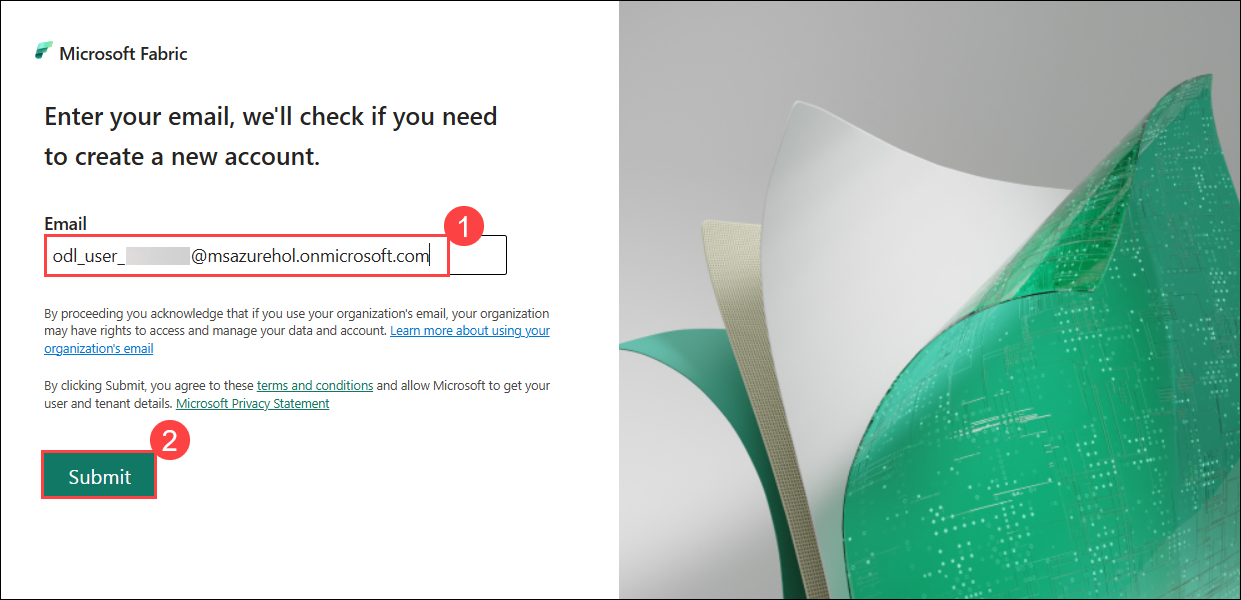 Microsoft Fabric
Enter your email, we'll check if you need
to create a new account.
Email
1
odl_user_ @msazurehol.onmicrosoft.com
By proceeding you acknowledge that if you use your organization's email, your organization
may have rights to access and manage your data and account. Learn more about using your
organization's email
By clicking Submit, you agree to these terms and conditions and allow Microsoft to get your
user and tenant details. Microsoft Privacy Statement
2
Submit